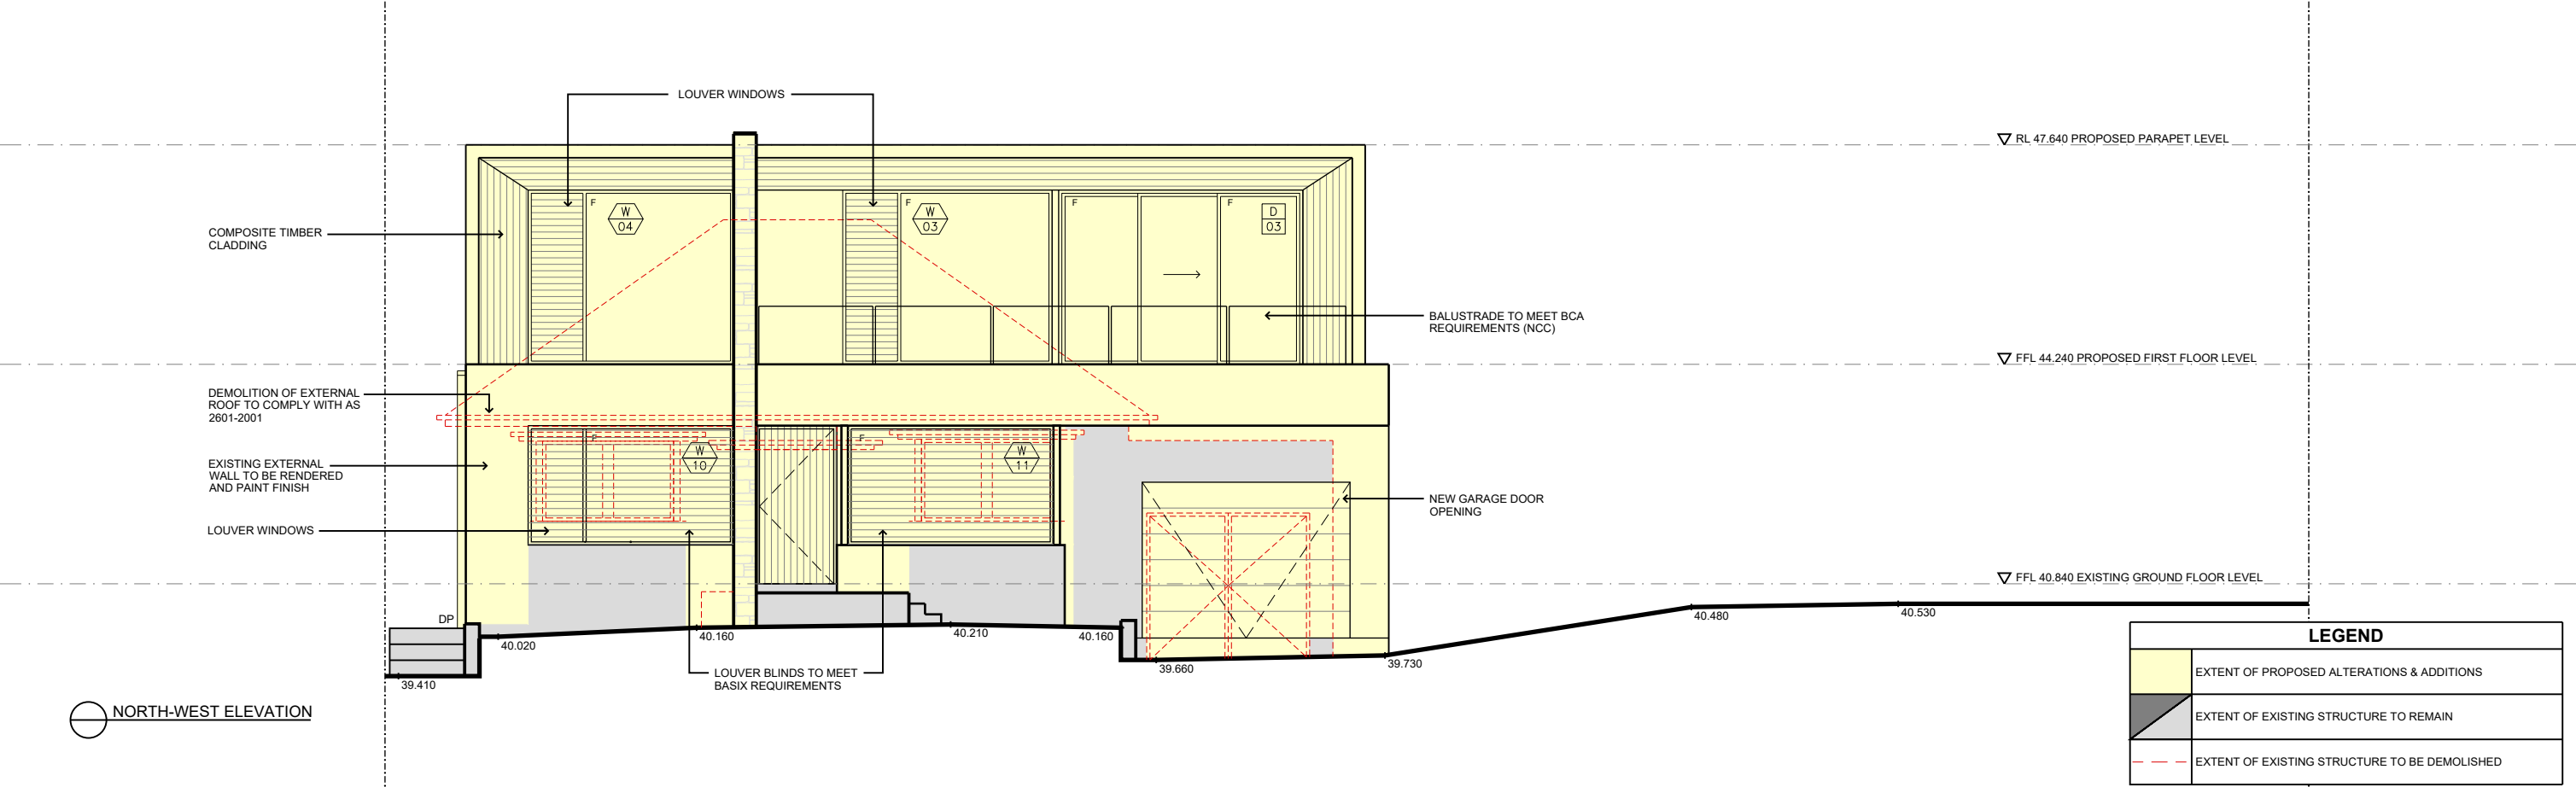 LOUVER WINDOWS
RL 47.640 PROPOSED PARAPET LEVEL
F
W
04
F
W
03
F
F
D
03
COMPOSITE TIMBER
CLADDING
BALUSTRADE TO MEET BCA
REQUIREMENTS (NCC)
FFL 44.240 PROPOSED FIRST FLOOR LEVEL
DEMOLITION OF EXTERNAL
ROOF TO COMPLY WITH AS
2601-2001
F
W
10
F
W
11
EXISTING EXTERNAL
WALL TO BE RENDERED
AND PAINT FINISH
NEW GARAGE DOOR
OPENING
LOUVER WINDOWS
FFL 40.840 EXISTING GROUND FLOOR LEVEL
DP
40.020
40.160
40.210
40.160
39.660
39.730
40.480
40.530
39.410
LOUVER BLINDS TO MEET
BASIX REQUIREMENTS
NORTH-WEST ELEVATION
LEGEND
EXTENT OF PROPOSED ALTERATIONS & ADDITIONS
EXTENT OF EXISTING STRUCTURE TO REMAIN
EXTENT OF EXISTING STRUCTURE TO BE DEMOLISHED